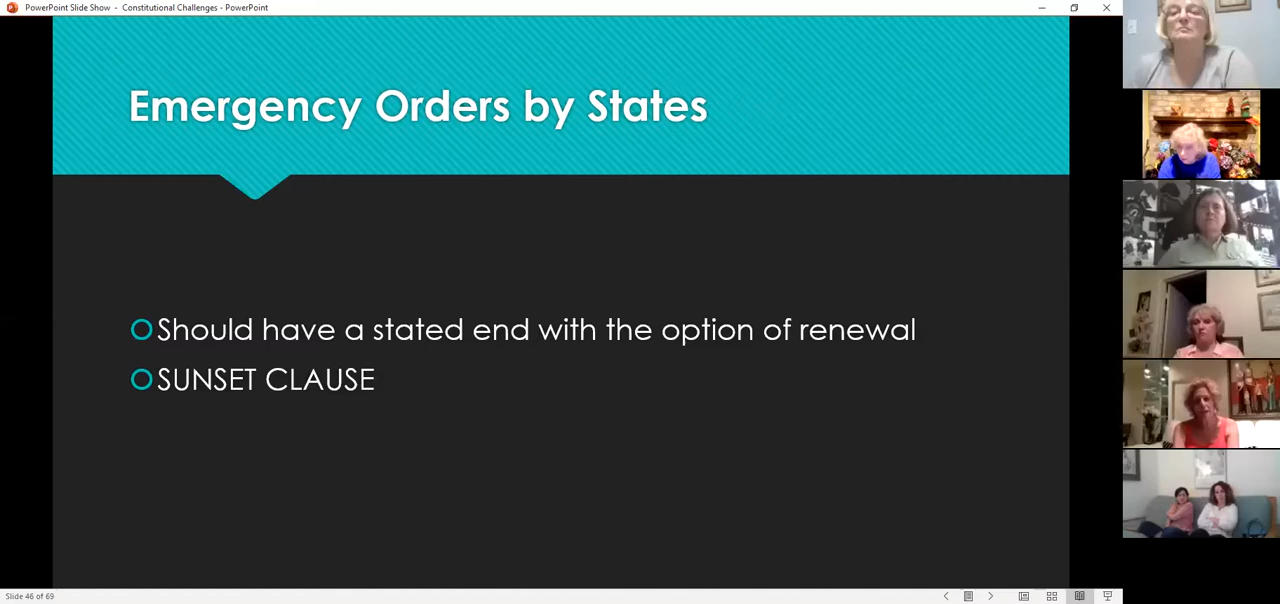 PowerPoint Slide Show - Constitutional Challenges - PowerPoint
Emergency Orders by States
Should have a stated end with the option of renewal
SUNSET CLAUSE
Slide 46 of 69